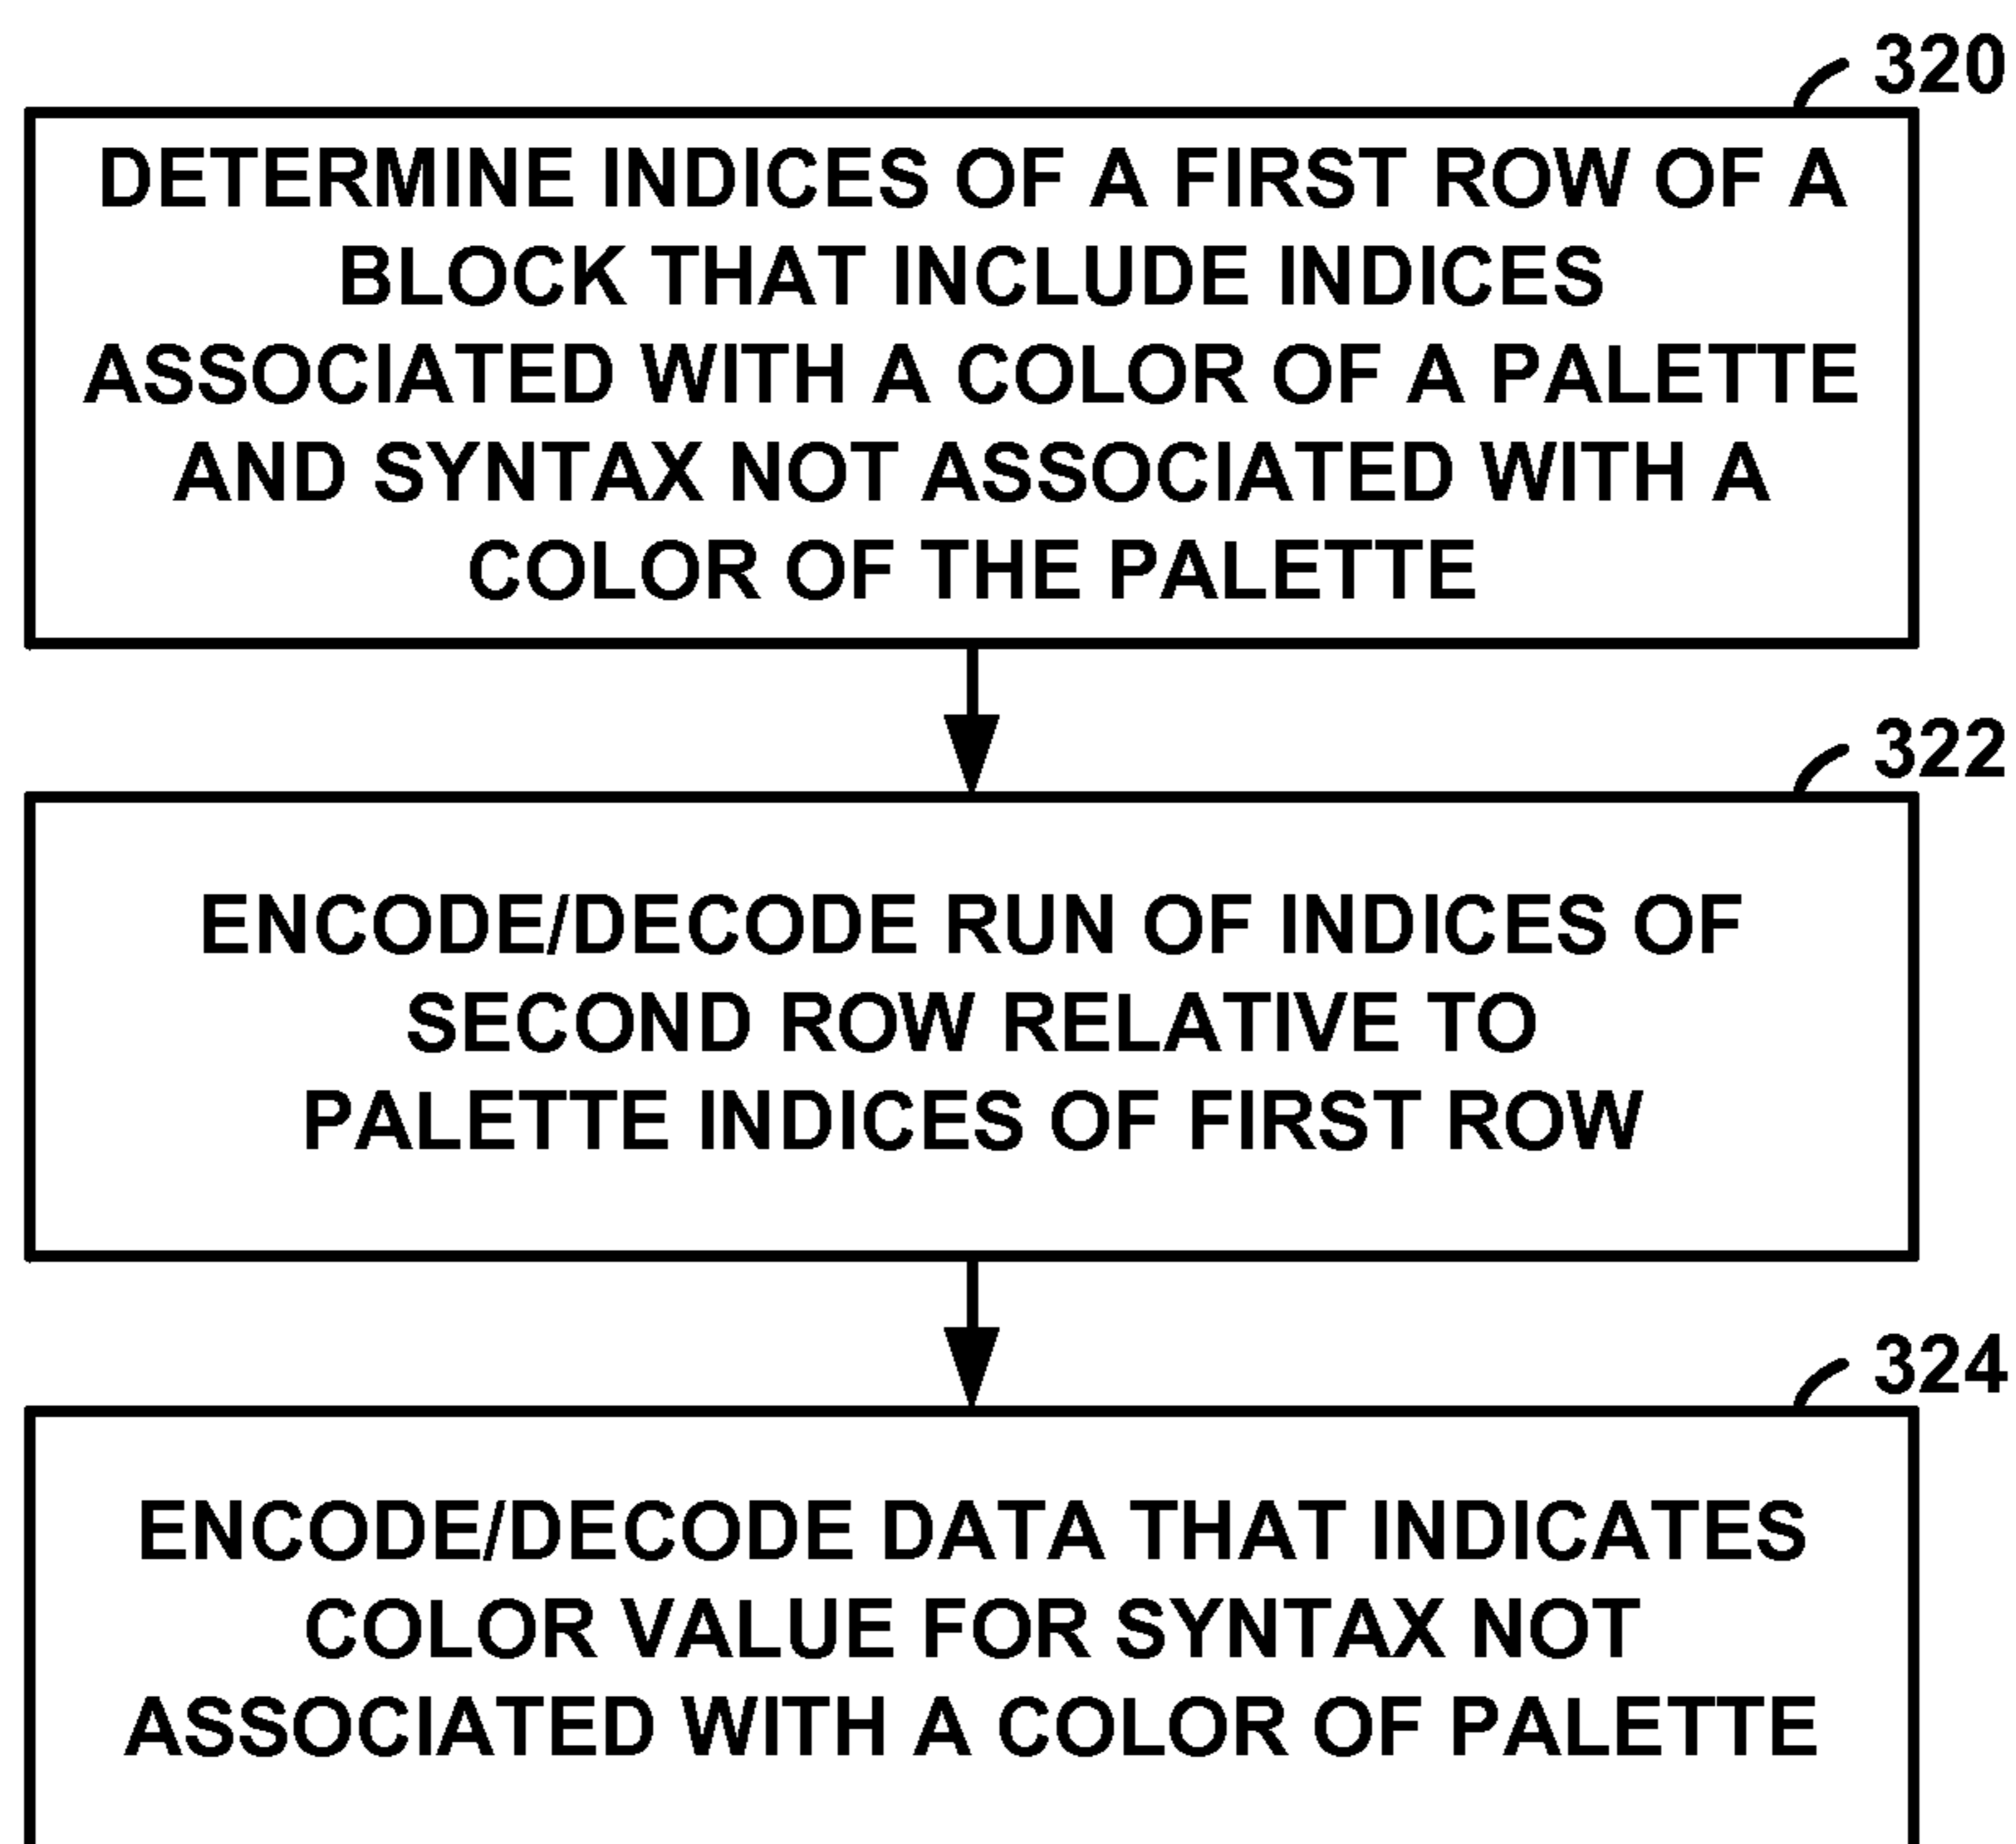 320
DETERMINE INDICES OF A FIRST ROW OF A
BLOCK THAT INCLUDE INDICES
ASSOCIATED WITH A COLOR OF A PALETTE
AND SYNTAX NOT ASSOCIATED WITH A
COLOR OF THE PALETTE
322
ENCODE/DECODE RUN OF INDICES OF
SECOND ROW RELATIVE TO
PALETTE INDICES OF FIRST ROW
324
ENCODE/DECODE DATA THAT INDICATES
COLOR VALUE FOR SYNTAX NOT
ASSOCIATED WITH A COLOR OF PALETTE